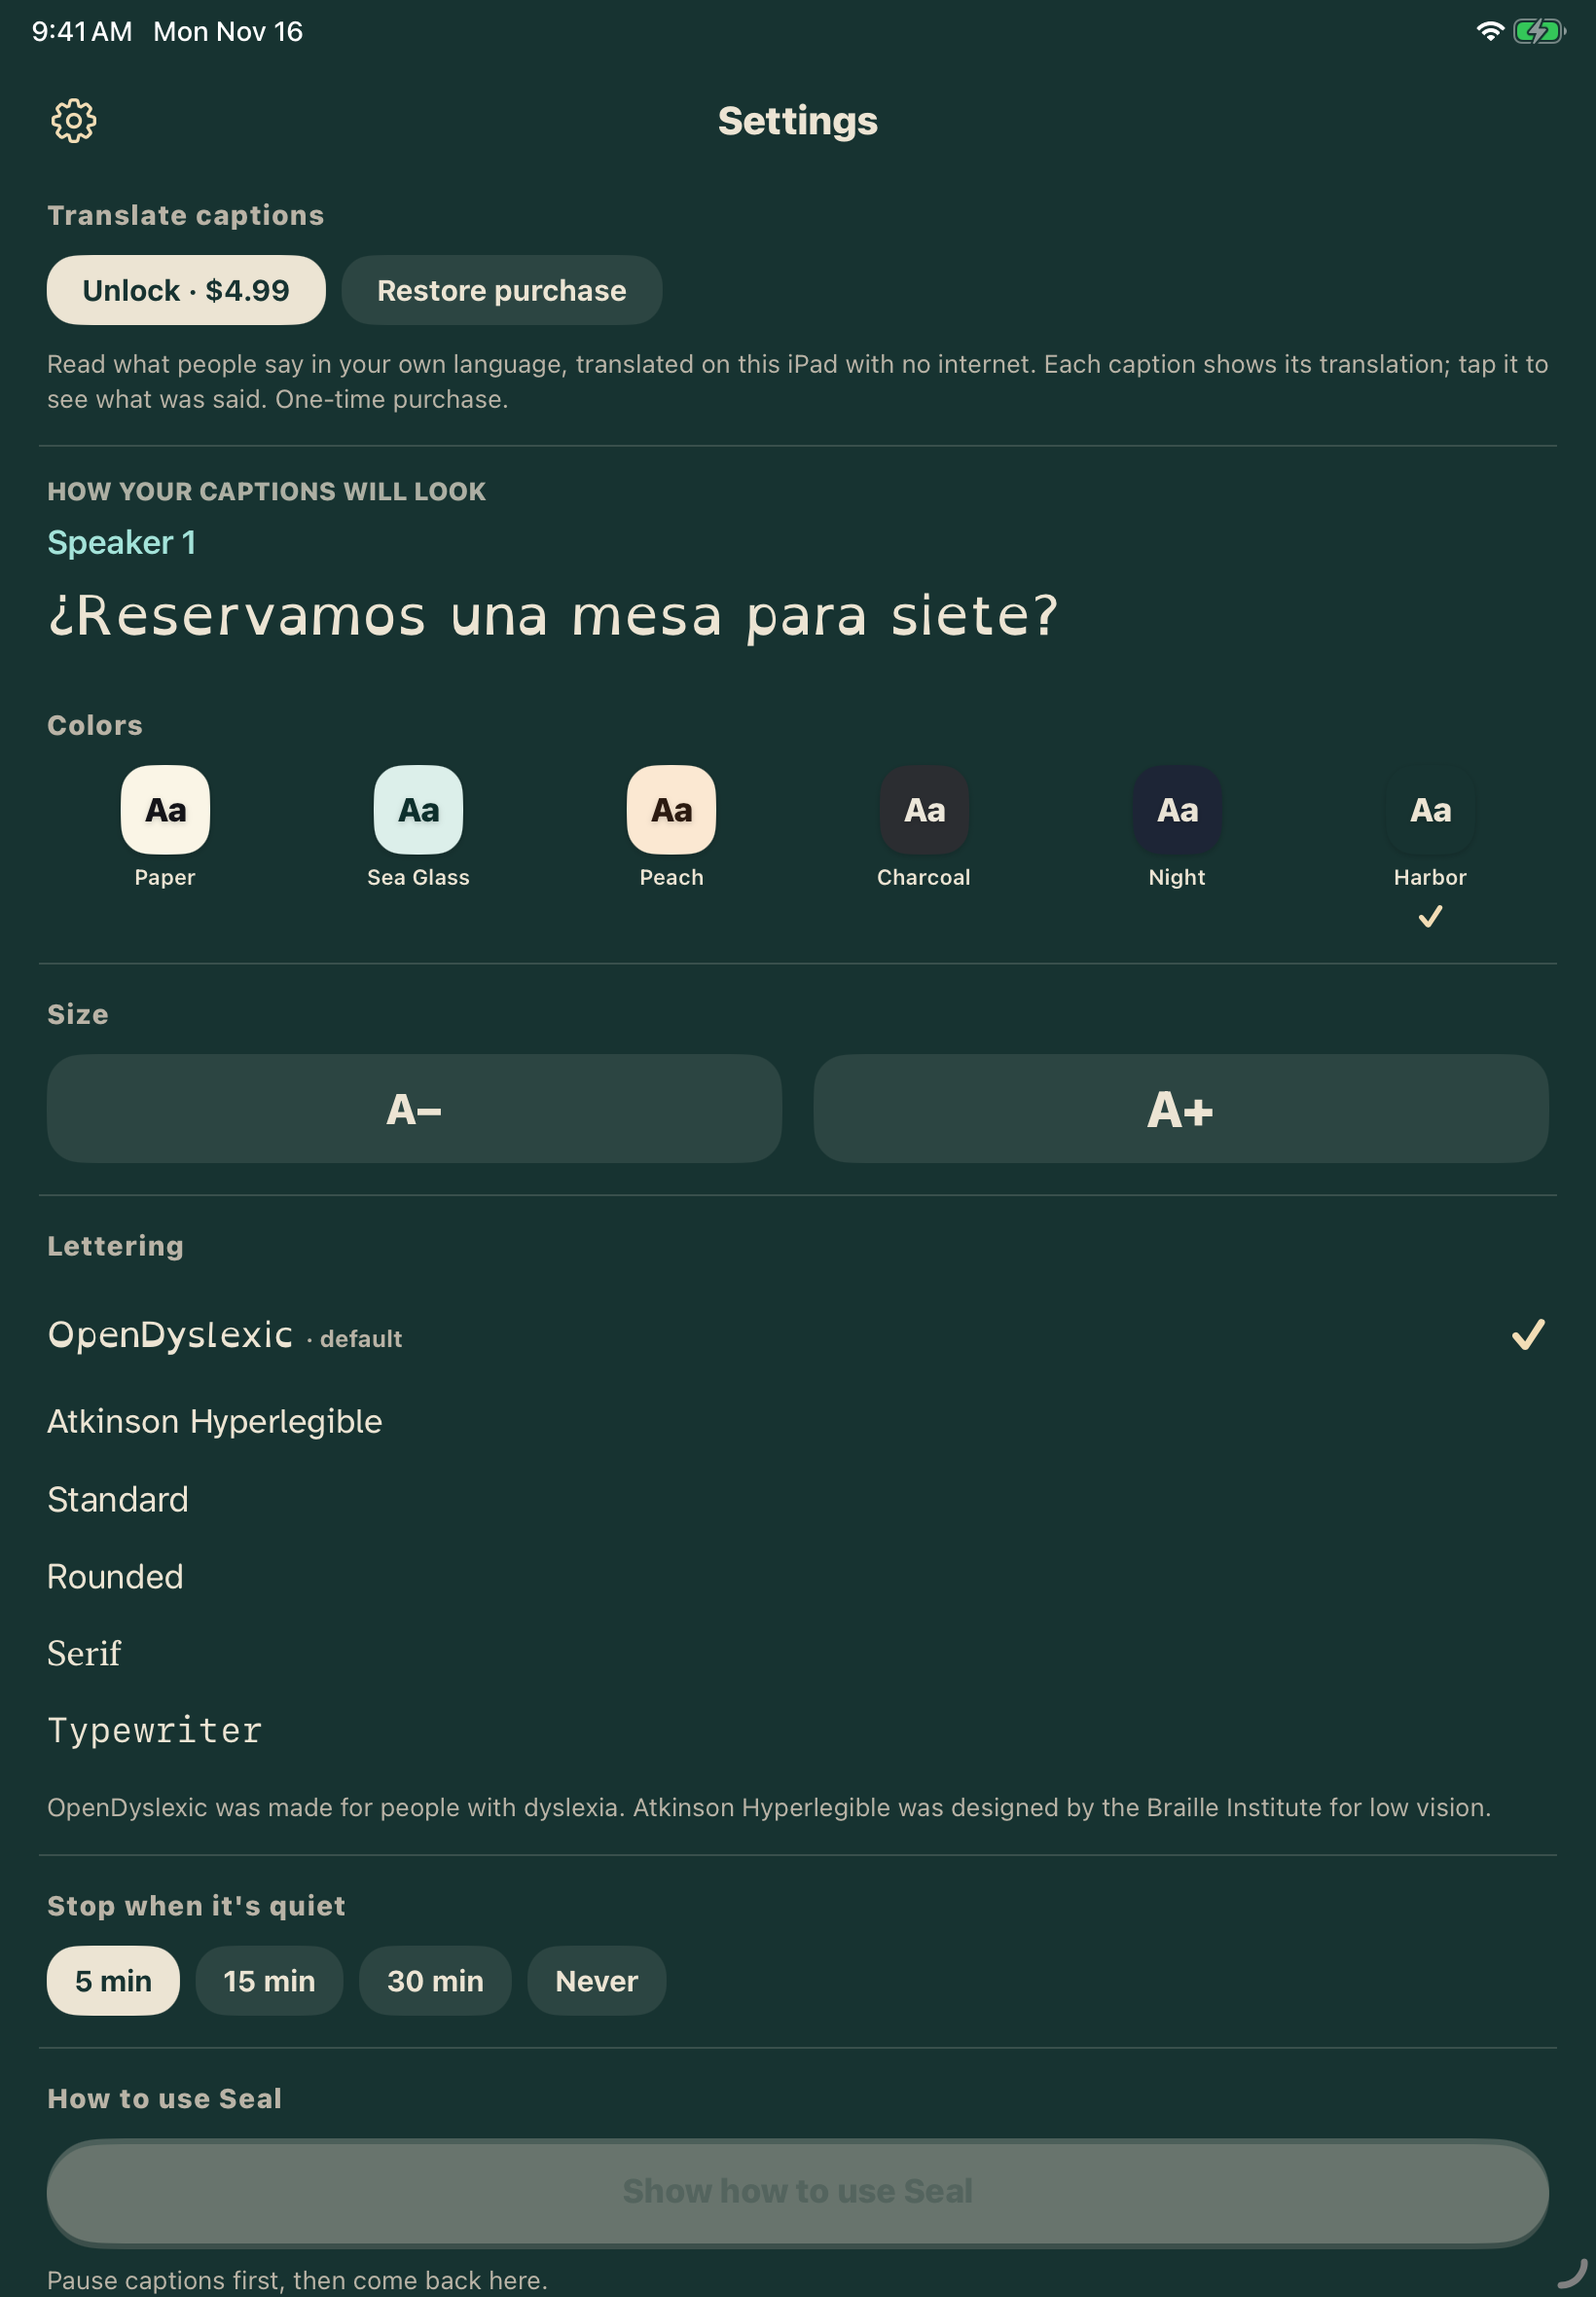 9:41 AM Mon Nov 16
Settings
Translate captions
Unlock · $4.99
Restore purchase
Read what people say in your own language, translated on this iPad with no internet. Each caption shows its translation; tap it to
see what was said. One-time purchase.
HOW YOUR CAPTIONS WILL LOOK
Speaker 1
¿Reservamos una mesa para siete?
Colors
Aa Aa Aa Aa Aa Aa
Paper Sea Glass Peach Charcoal Night Harbor
Size
A− A+
Lettering
OpenDyslexic · default
Atkinson Hyperlegible
Standard
Rounded
Serif
Typewriter
OpenDyslexic was made for people with dyslexia. Atkinson Hyperlegible was designed by the Braille Institute for low vision.
Stop when it's quiet
5 min 15 min 30 min Never
How to use Seal
Show how to use Seal
Pause captions first, then come back here.